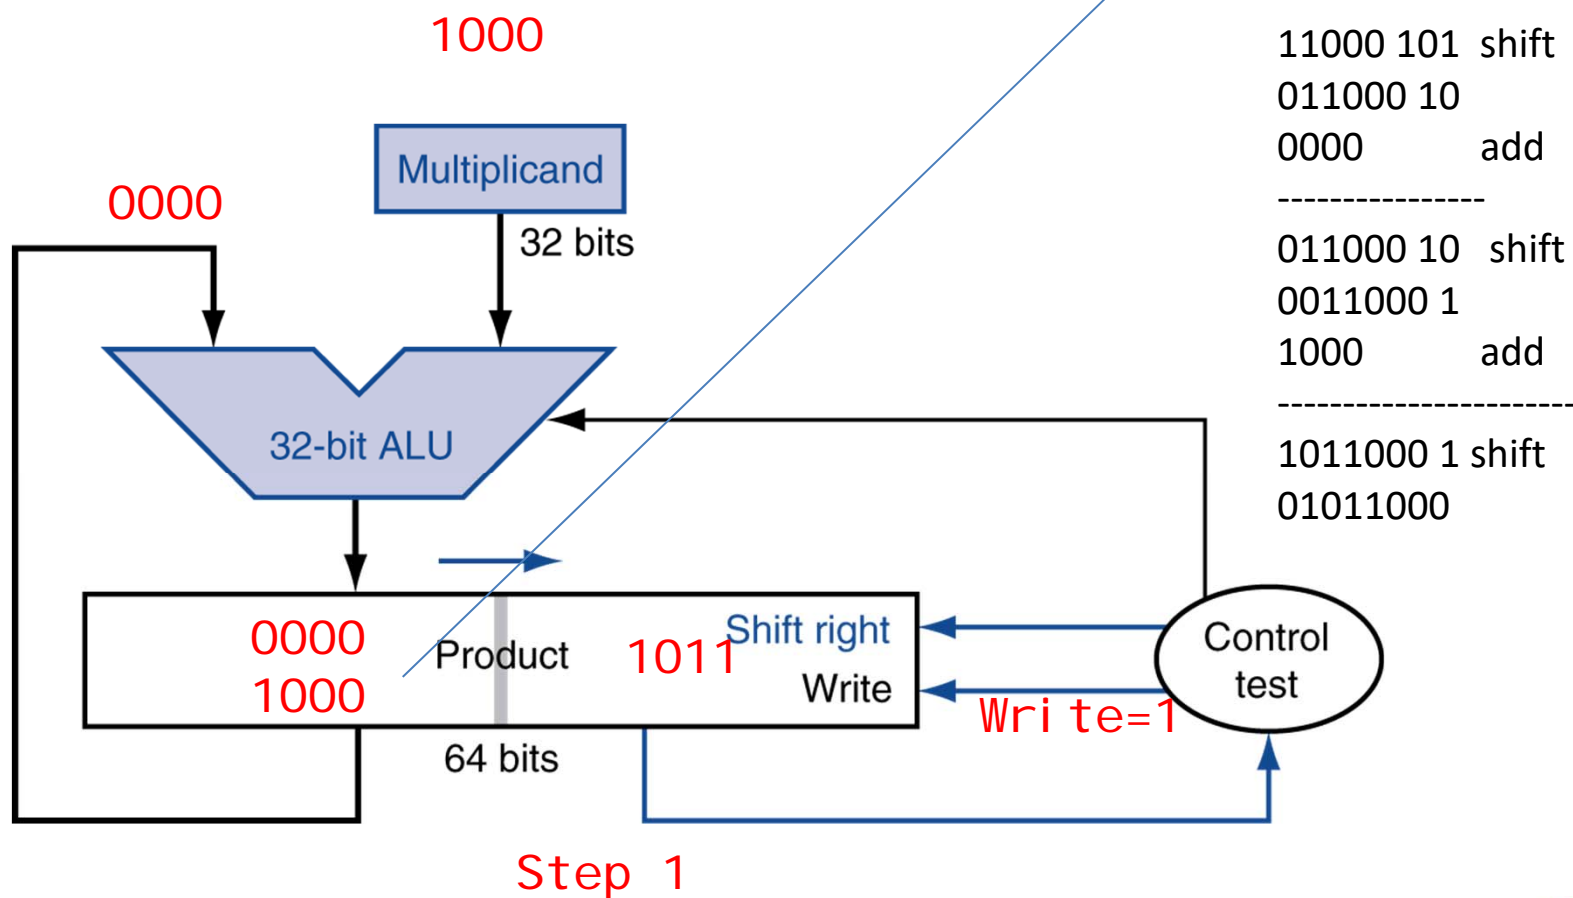 1000
Multiplicand
0000
32 bits
32-bit ALU
0000
1000
Product
1011
Shift right
Write
64 bits
Write=1
Control
test
Step 1
11000 101 shift
011000 10
0000 add
----------------
011000 10 shift
0011000 1
1000 add
-----------------------
1011000 1 shift
01011000